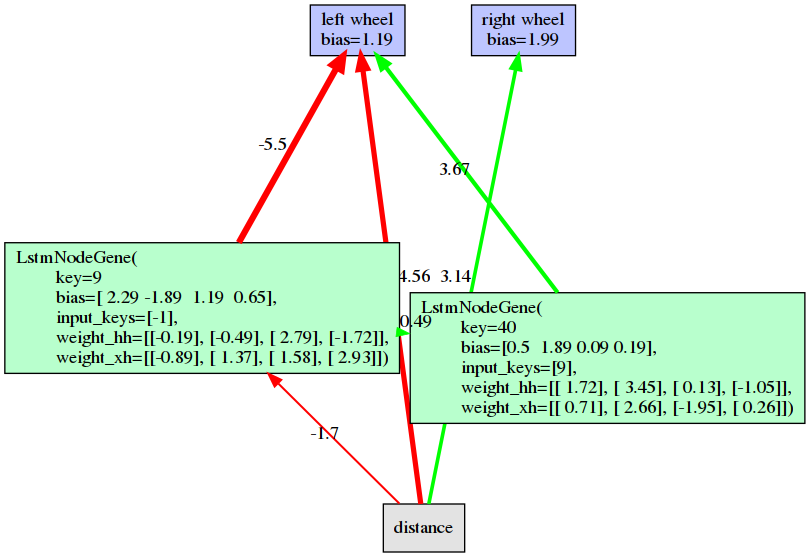 left wheel
bias=1.19
right wheel
bias=1.99
-5.5
3.67
LstmNodeGene(
key=9
bias=[ 2.29 -1.89 1.19 0.65],
input_keys=[-1],
weight_hh=[[-0.19], [-0.49], [ 2.79], [-1.72]],
weight_xh=[[-0.89], [ 1.37], [ 1.58], [ 2.93]])
4.56
3.14
0.49
LstmNodeGene(
key=40
bias=[0.5 1.89 0.09 0.19],
input_keys=[9],
weight_hh=[[ 1.72], [ 3.45], [ 0.13], [-1.05]],
weight_xh=[[ 0.71], [ 2.66], [-1.95], [ 0.26]])
-1.7
distance